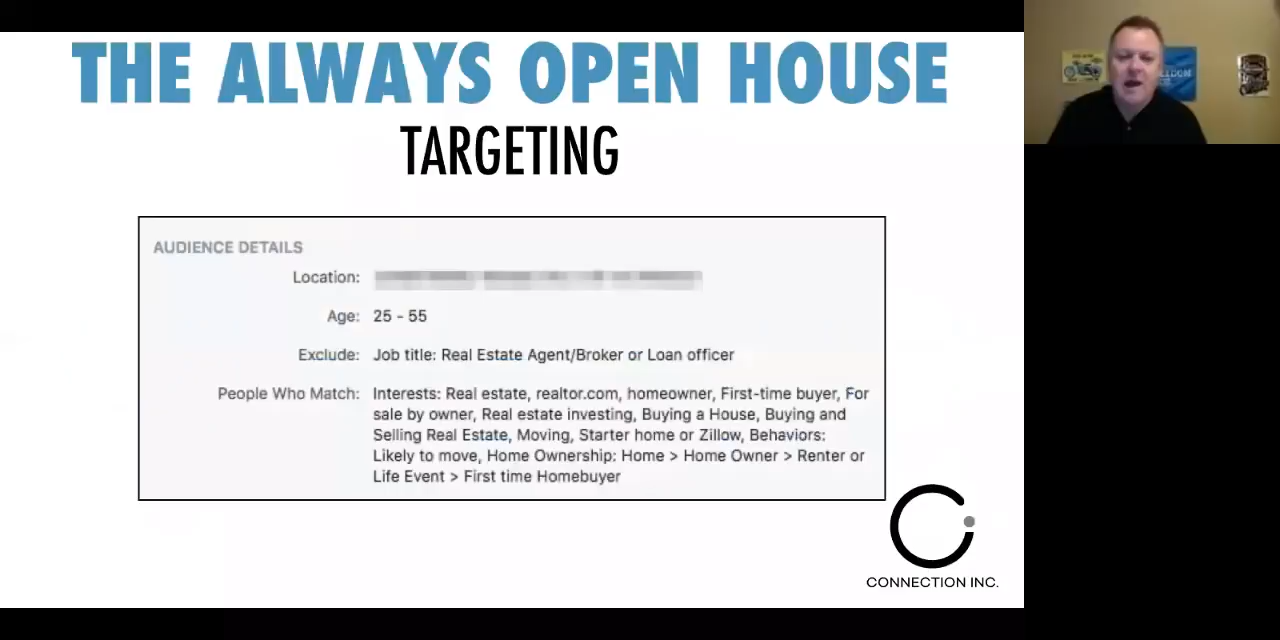 THE ALWAYS OPEN HOUSE
TARGETING
AUDIENCE DETAILS
Location:
Age: 25 - 55
Exclude: Job title: Real Estate Agent/Broker or Loan officer
People Who Match: Interests: Real estate, realtor.com, homeowner, First-time buyer, For
sale by owner, Real estate investing, Buying a House, Buying and
Selling Real Estate, Moving, Starter home or Zillow, Behaviors:
Likely to move, Home Ownership: Home > Home Owner > Renter or
Life Event > First time Homebuyer
CONNECTION INC.